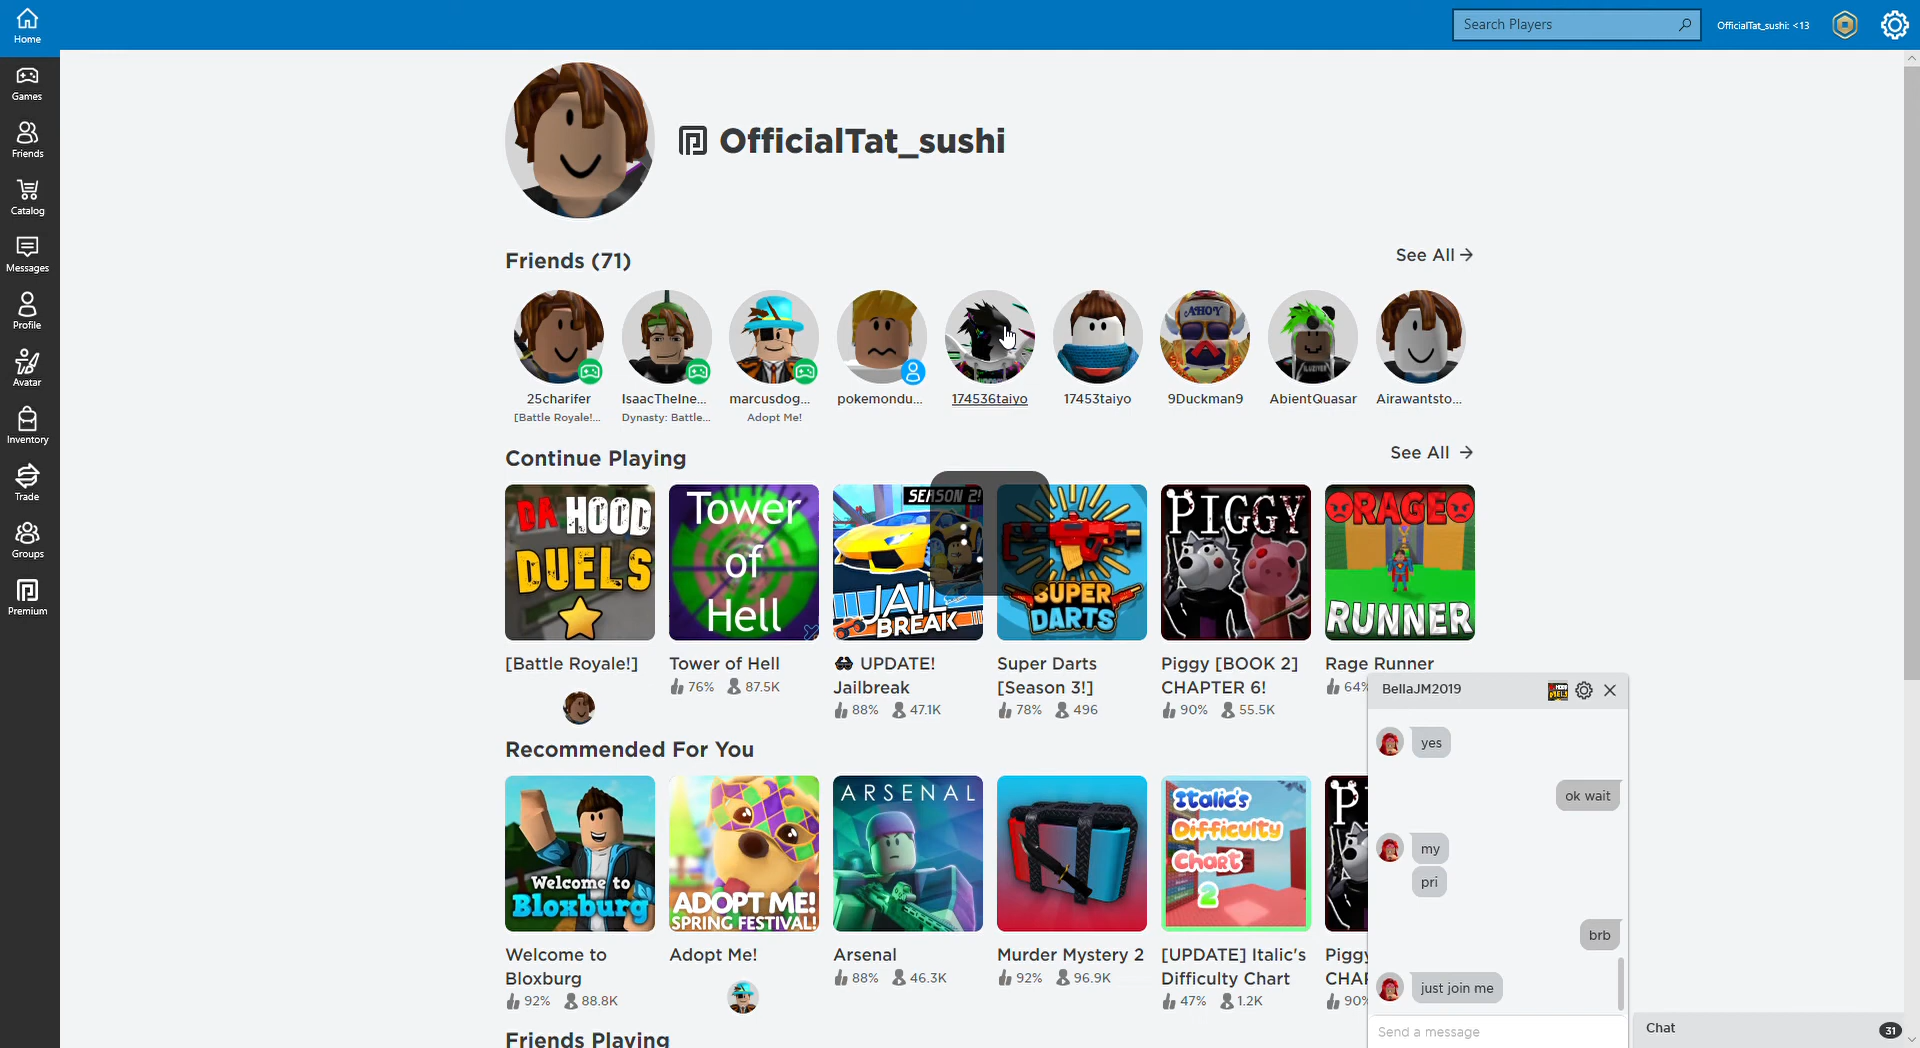 Home
Search Players
OfficialTat_sushi: <13
Games
Friends
Catalog
Messages
Profile
Avatar
Inventory
Trade
Groups
Premium
OfficialTat_sushi
Friends (71)
See All
25charifer
IsaacTheIne...
marcusdog...
pokemondu...
174536taiyo
17453taiyo
9Duckman9
AbientQuasar
Airawantsto...
[Battle Royale!...
Dynasty: Battle...
Adopt Me!
AHOY
Continue Playing
See All
DA HOOD
DUELS
Tower
of
Hell
SEASON 2!
JAIL
BREAK
SUPER
DARTS
PIGGY
RAGE
RUNNER
[Battle Royale!]
Tower of Hell
76% 87.5K
UPDATE!
Jailbreak
88% 47.1K
Super Darts
[Season 3!]
78% 496
Piggy [BOOK 2]
CHAPTER 6!
90% 55.5K
Rage Runner
64%
Recommended For You
Welcome to
Bloxburg
ADOPT ME!
SPRING FESTIVAL!
ARSENAL
Italic's
Difficulty
Chart
2
Welcome to
Bloxburg
92% 88.8K
Adopt Me!
Arsenal
88% 46.3K
Murder Mystery 2
92% 96.9K
[UPDATE] Italic's
Difficulty Chart
47% 1.2K
Piggy
CHAP
90%
Friends Playing
BellaJM2019
yes
ok wait
my
pri
brb
just join me
Send a message
Chat
31